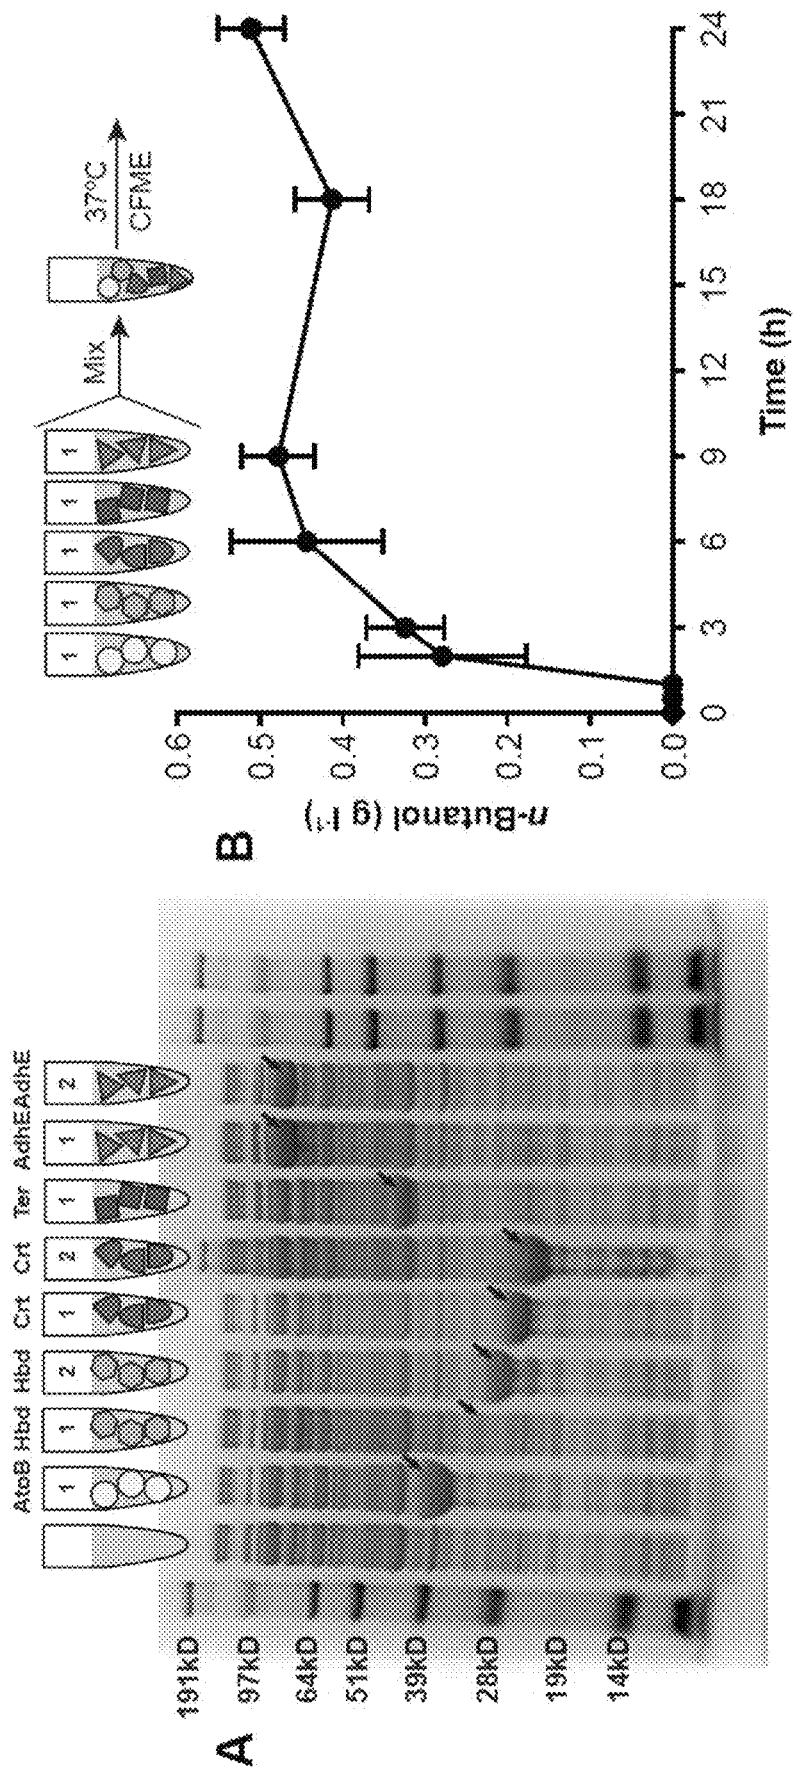 A
AtoB Hbd Hbd Crt Crt Ter AdhE AdhE
1 1 2 1 2 1 1 2
191kD
97kD
64kD
51kD
39kD
28kD
19kD
14kD
B
1 1 1 1 1
Mix
37ºC
CFME
n-Butanol (g l⁻¹)
0.6
0.5
0.4
0.3
0.2
0.1
0.0
0 3 6 9 12 15 18 21 24
Time (h)